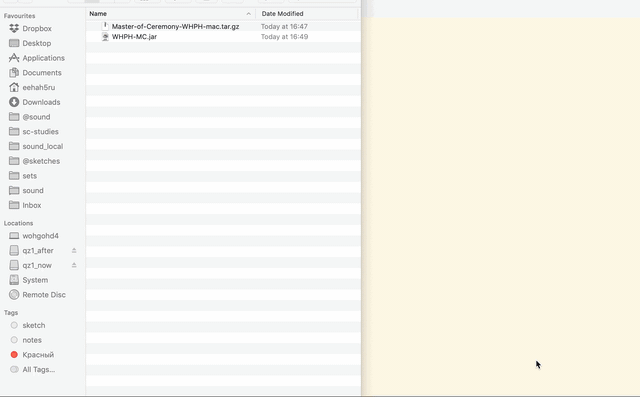 Favourites
Dropbox
Desktop
Applications
Documents
eehah5ru
Downloads
@sound
sc-studies
sound_local
@sketches
sets
sound
Inbox
Locations
wohgohd4
qz1_after
qz1_now
System
Remote Disc
Tags
sketch
notes
Красный
All Tags...
Name Date Modified
Master-of-Ceremony-WHPH-mac.tar.gz Today at 16:47
WHPH-MC.jar Today at 16:49